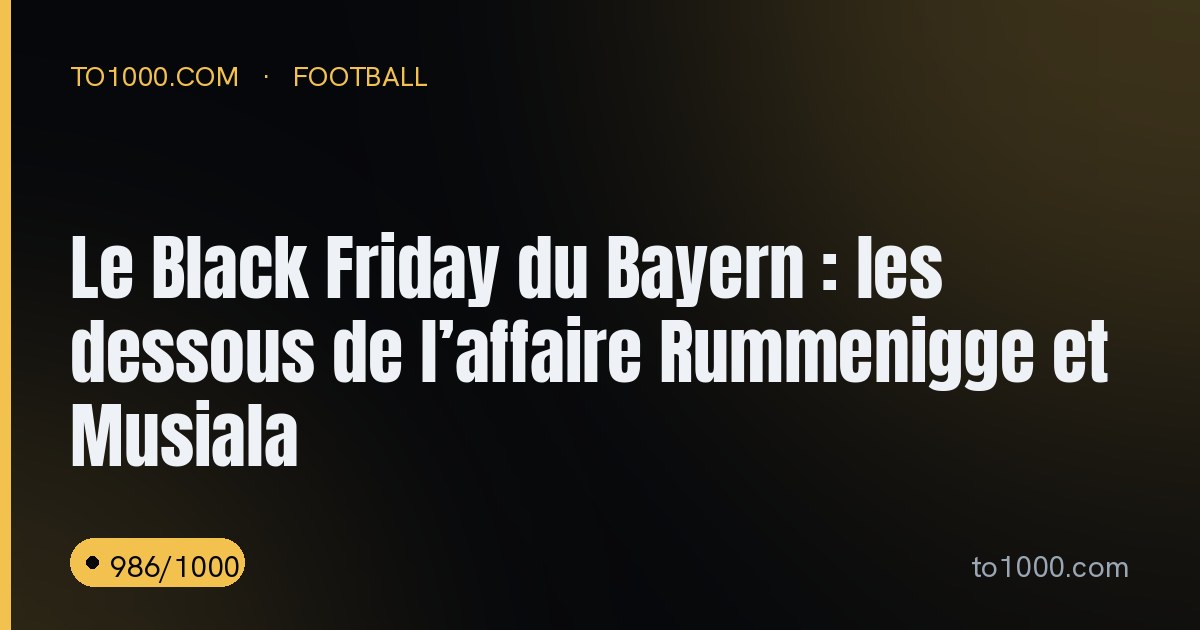 TO1000.COM · FOOTBALL
Le Black Friday du Bayern : les
dessous de l’affaire Rummenigge et
Musiala
986/1000
to1000.com